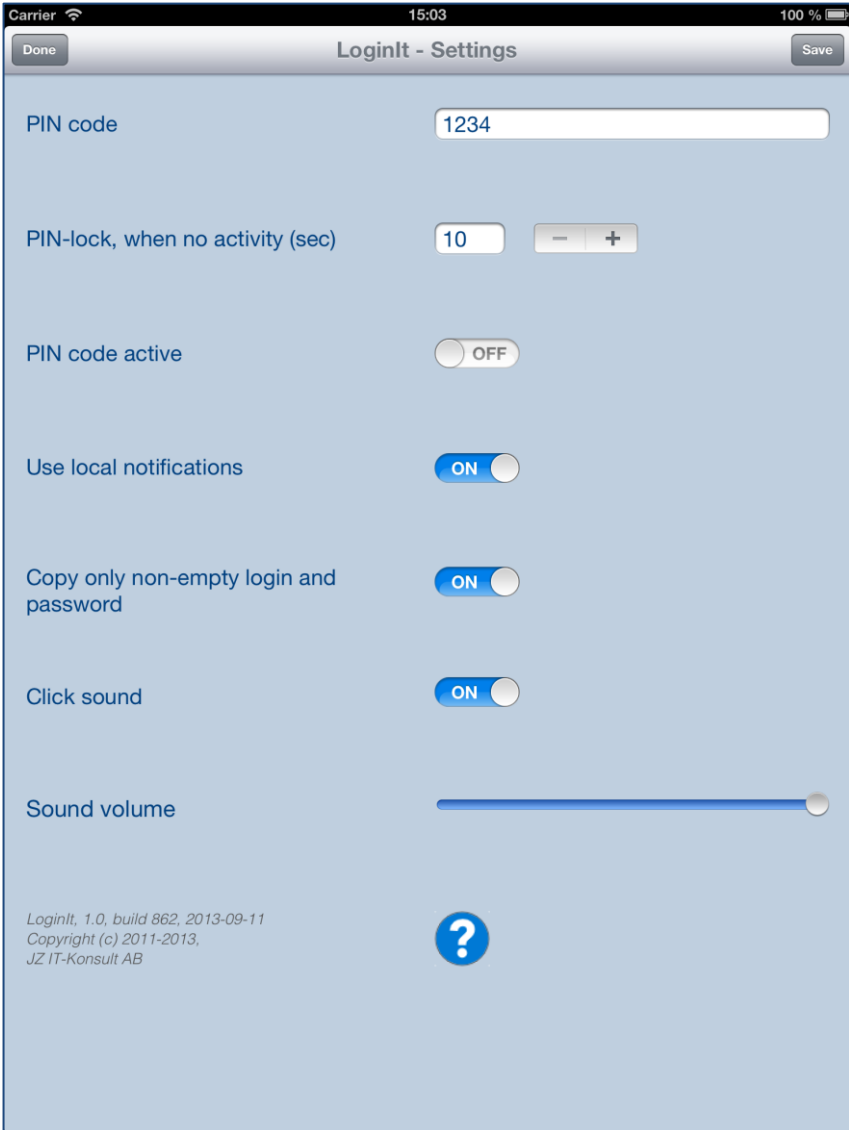 Carrier 15:03 100 %
Done LoginIt - Settings Save
PIN code 1234
PIN-lock, when no activity (sec) 10 − +
PIN code active OFF
Use local notifications ON
Copy only non-empty login and ON
password
Click sound ON
Sound volume
LoginIt, 1.0, build 862, 2013-09-11
Copyright (c) 2011-2013,
JZ IT-Konsult AB
?